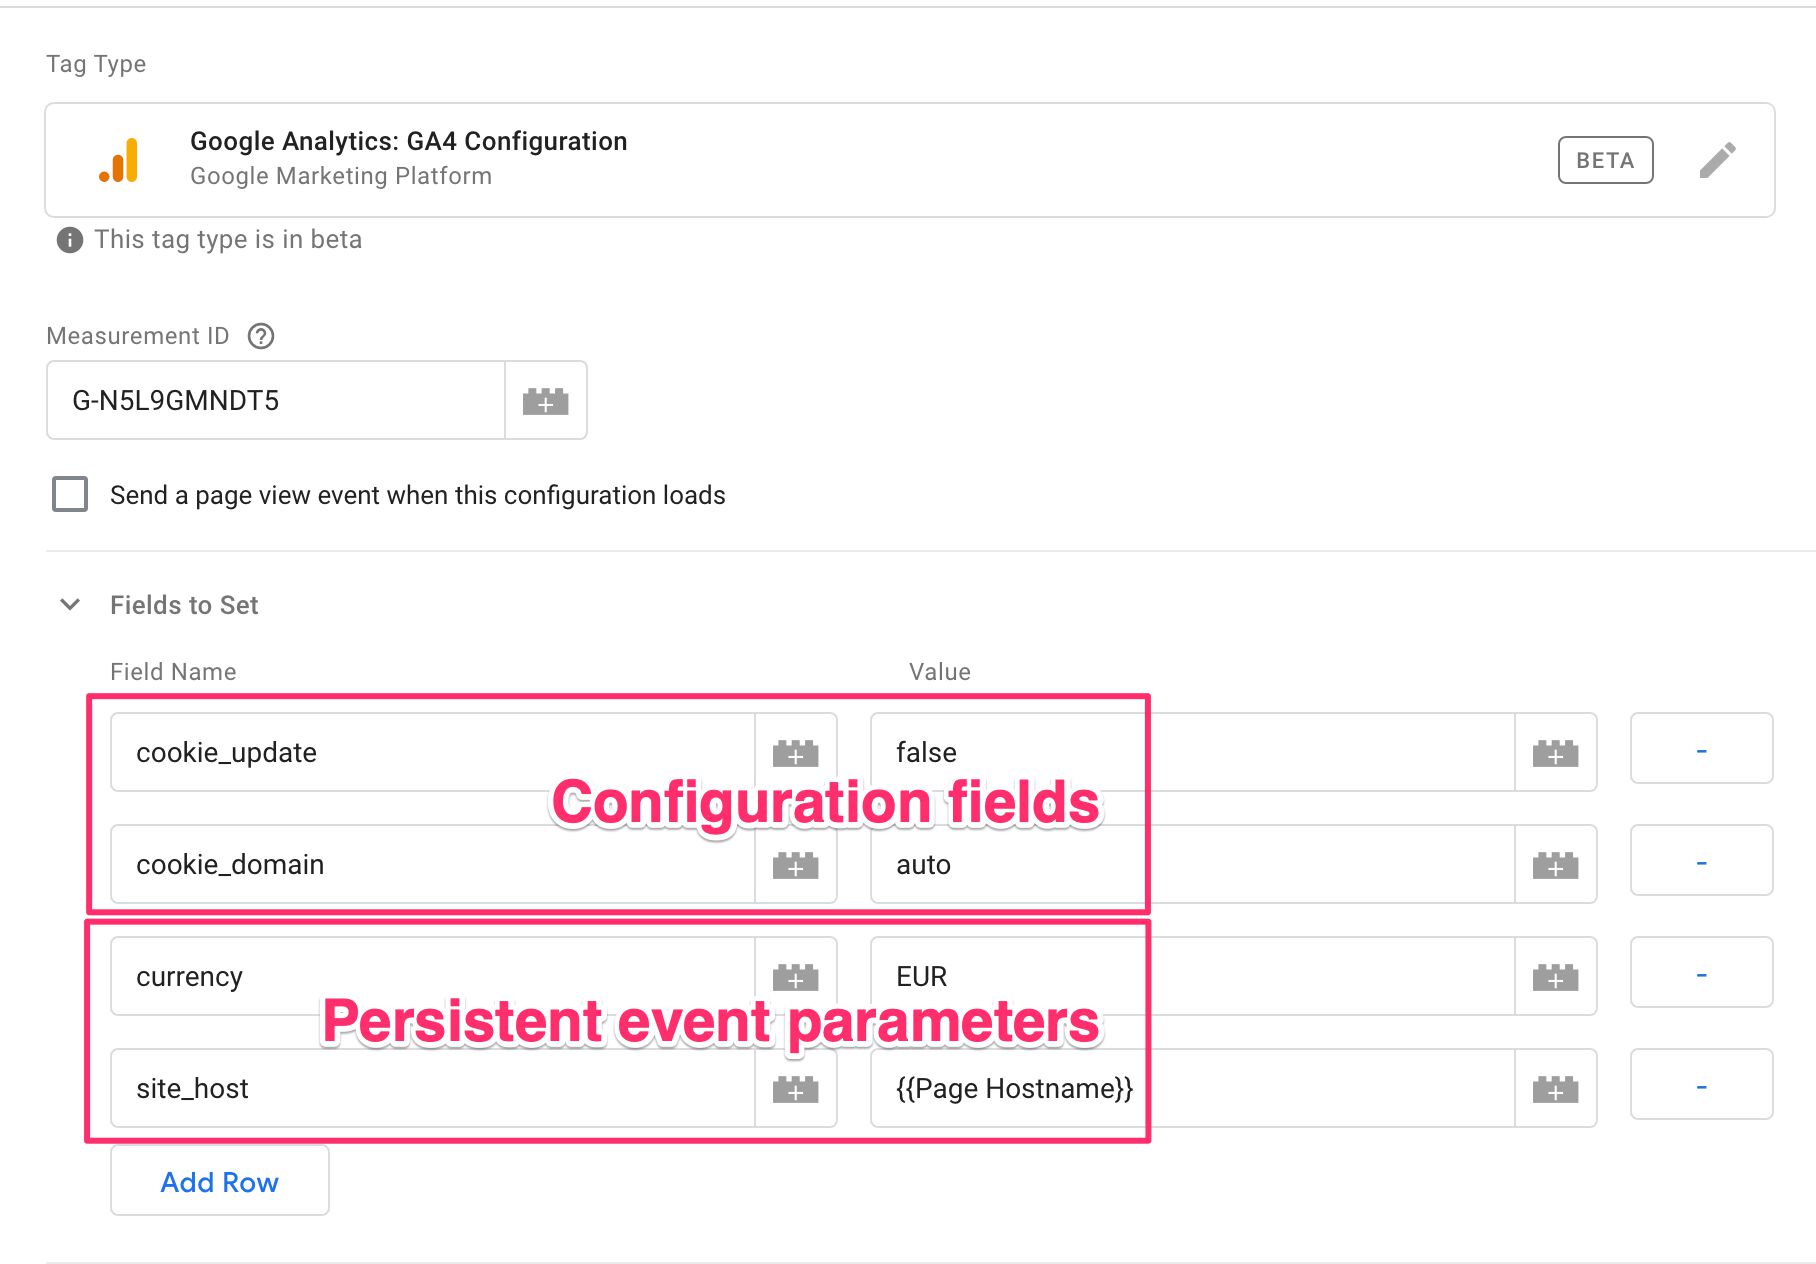 Tag Type
Google Analytics: GA4 Configuration
Google Marketing Platform
BETA
This tag type is in beta
Measurement ID
G-N5L9GMNDT5
Send a page view event when this configuration loads
Fields to Set
Field Name Value
cookie_update false -
Configuration fields
cookie_domain auto -
currency EUR -
Persistent event parameters
site_host {{Page Hostname}} -
Add Row